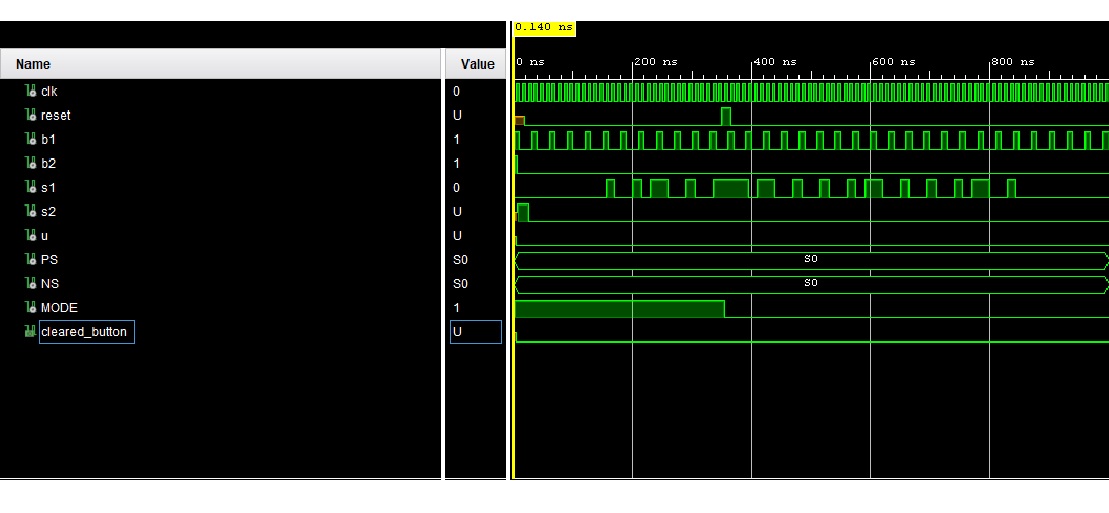 0.140 ns
Name Value
0 ns 200 ns 400 ns 600 ns 800 ns
clk 0
reset U
b1 1
b2 1
s1 0
s2 U
u U
PS S0 S0
NS S0 S0
MODE 1
cleared_button U